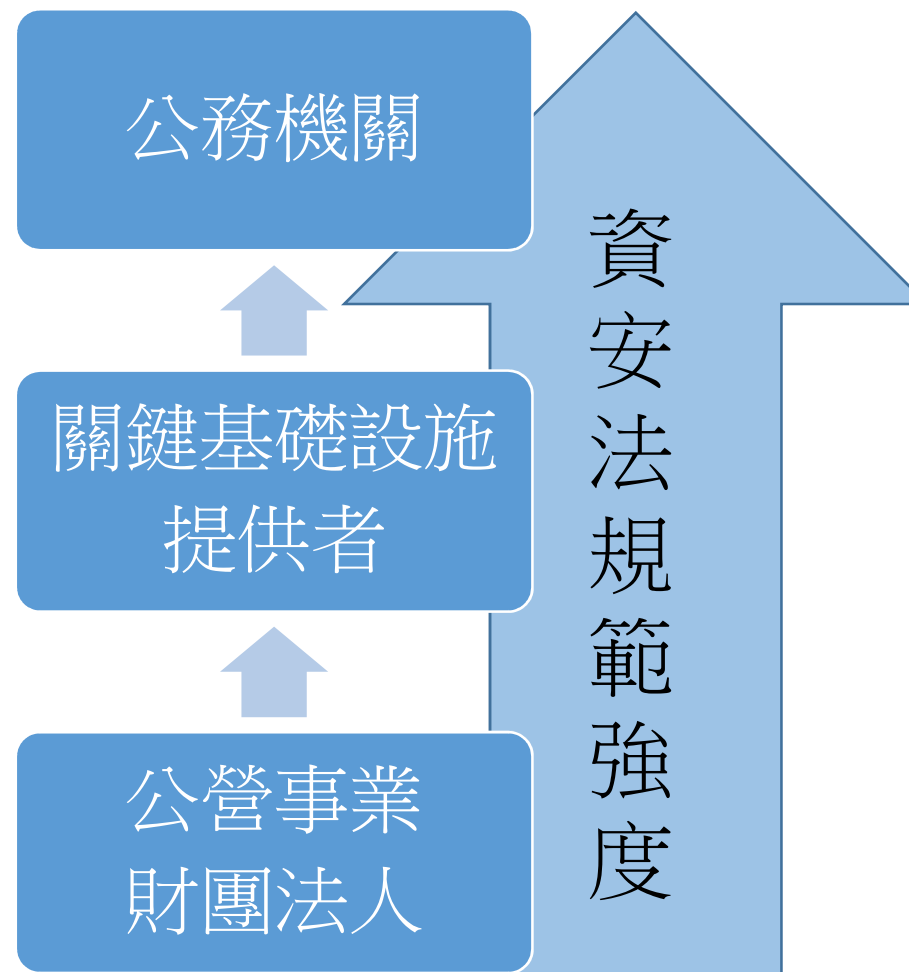 公務機關
關鍵基礎設施
提供者
公營事業
財團法人
資安法規範強度